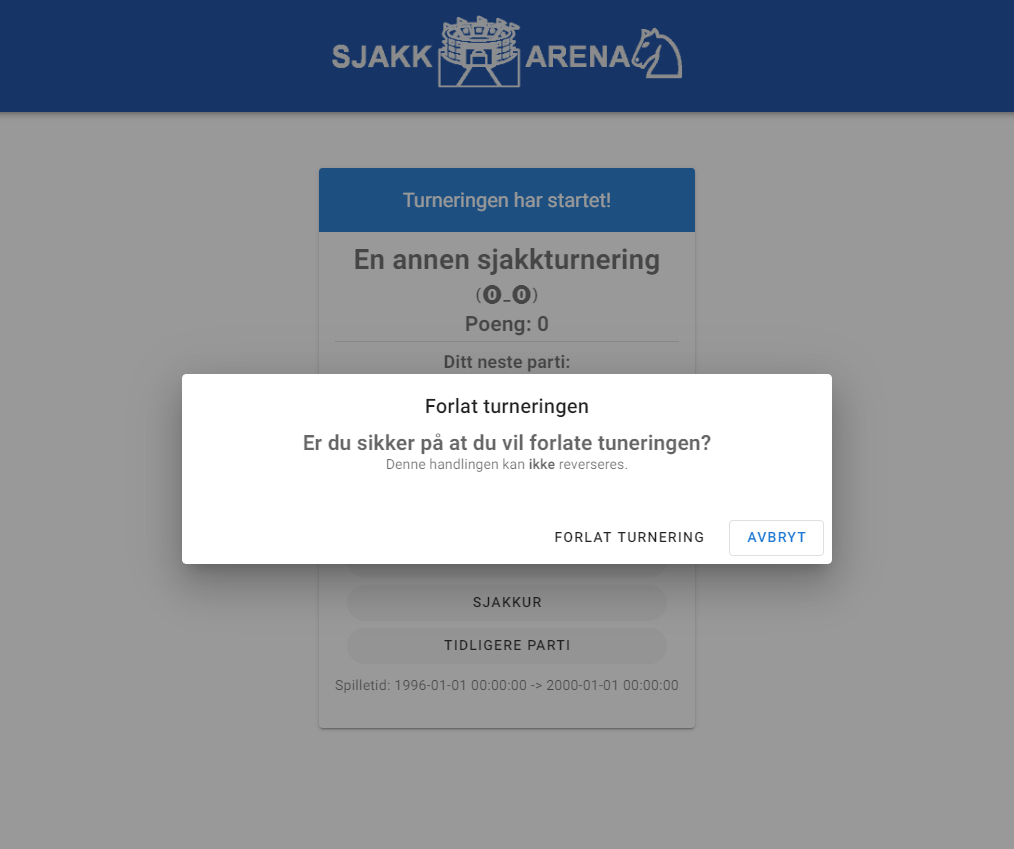 SJAKK ARENA
Turneringen har startet!
En annen sjakkturnering
(⓿_⓿)
Poeng: 0
Ditt neste parti:
Forlat turneringen
Er du sikker på at du vil forlate tuneringen?
Denne handlingen kan ikke reverseres.
FORLAT TURNERING AVBRYT
SJAKKUR
TIDLIGERE PARTI
Spilletid: 1996-01-01 00:00:00 -> 2000-01-01 00:00:00